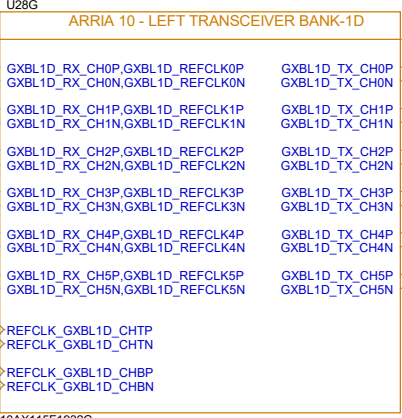 U28G
ARRIA 10 - LEFT TRANSCEIVER BANK-1D
GXBL1D_RX_CH0P,GXBL1D_REFCLK0P GXBL1D_TX_CH0P
GXBL1D_RX_CH0N,GXBL1D_REFCLK0N GXBL1D_TX_CH0N
GXBL1D_RX_CH1P,GXBL1D_REFCLK1P GXBL1D_TX_CH1P
GXBL1D_RX_CH1N,GXBL1D_REFCLK1N GXBL1D_TX_CH1N
GXBL1D_RX_CH2P,GXBL1D_REFCLK2P GXBL1D_TX_CH2P
GXBL1D_RX_CH2N,GXBL1D_REFCLK2N GXBL1D_TX_CH2N
GXBL1D_RX_CH3P,GXBL1D_REFCLK3P GXBL1D_TX_CH3P
GXBL1D_RX_CH3N,GXBL1D_REFCLK3N GXBL1D_TX_CH3N
GXBL1D_RX_CH4P,GXBL1D_REFCLK4P GXBL1D_TX_CH4P
GXBL1D_RX_CH4N,GXBL1D_REFCLK4N GXBL1D_TX_CH4N
GXBL1D_RX_CH5P,GXBL1D_REFCLK5P GXBL1D_TX_CH5P
GXBL1D_RX_CH5N,GXBL1D_REFCLK5N GXBL1D_TX_CH5N
REFCLK_GXBL1D_CHTP
REFCLK_GXBL1D_CHTN
REFCLK_GXBL1D_CHBP
REFCLK_GXBL1D_CHBN